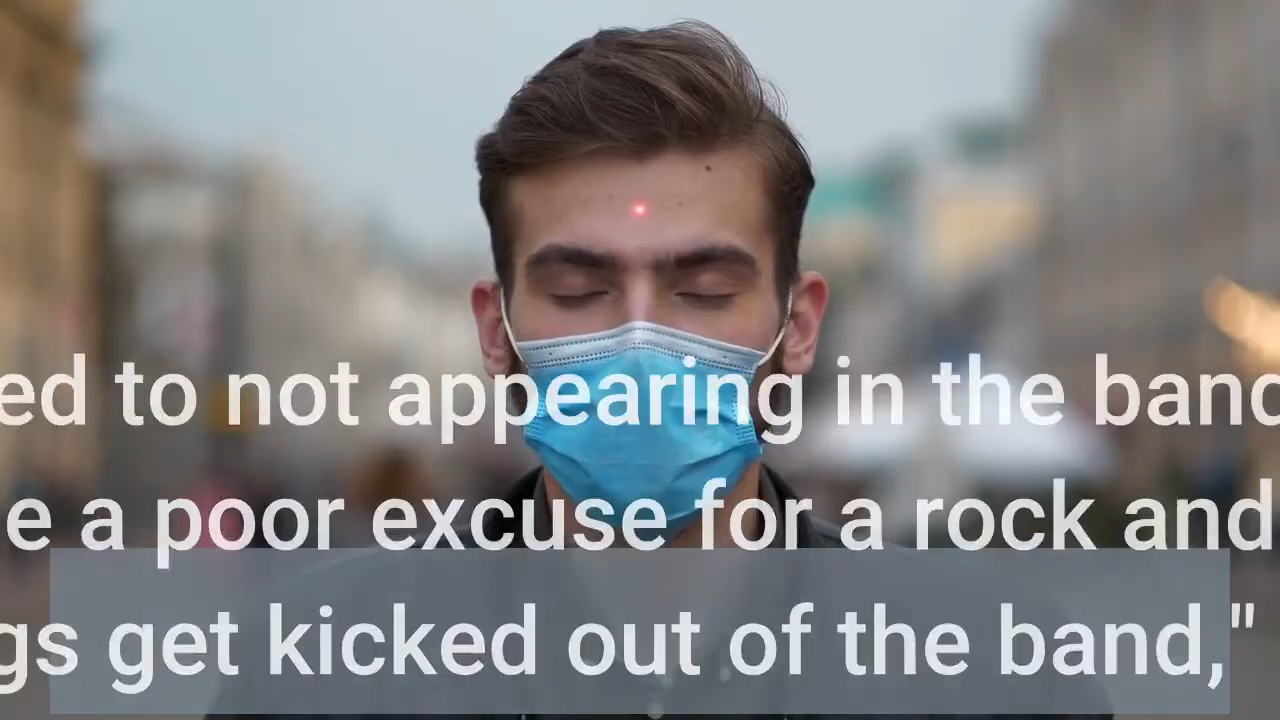 ed to not appearing in the band
e a poor excuse for a rock and
gs get kicked out of the band,"